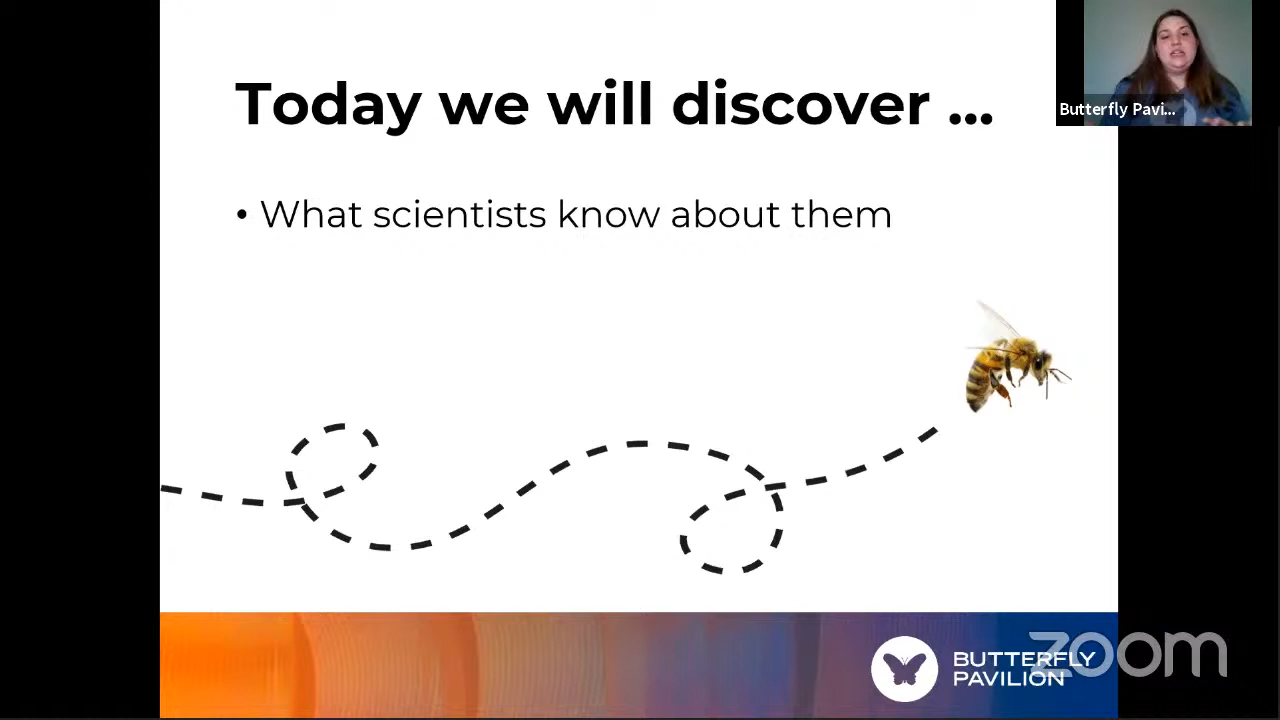 Today we will discover ...
• What scientists know about them
Butterfly Pavi...
BUTTERFLY
PAVILION
zoom